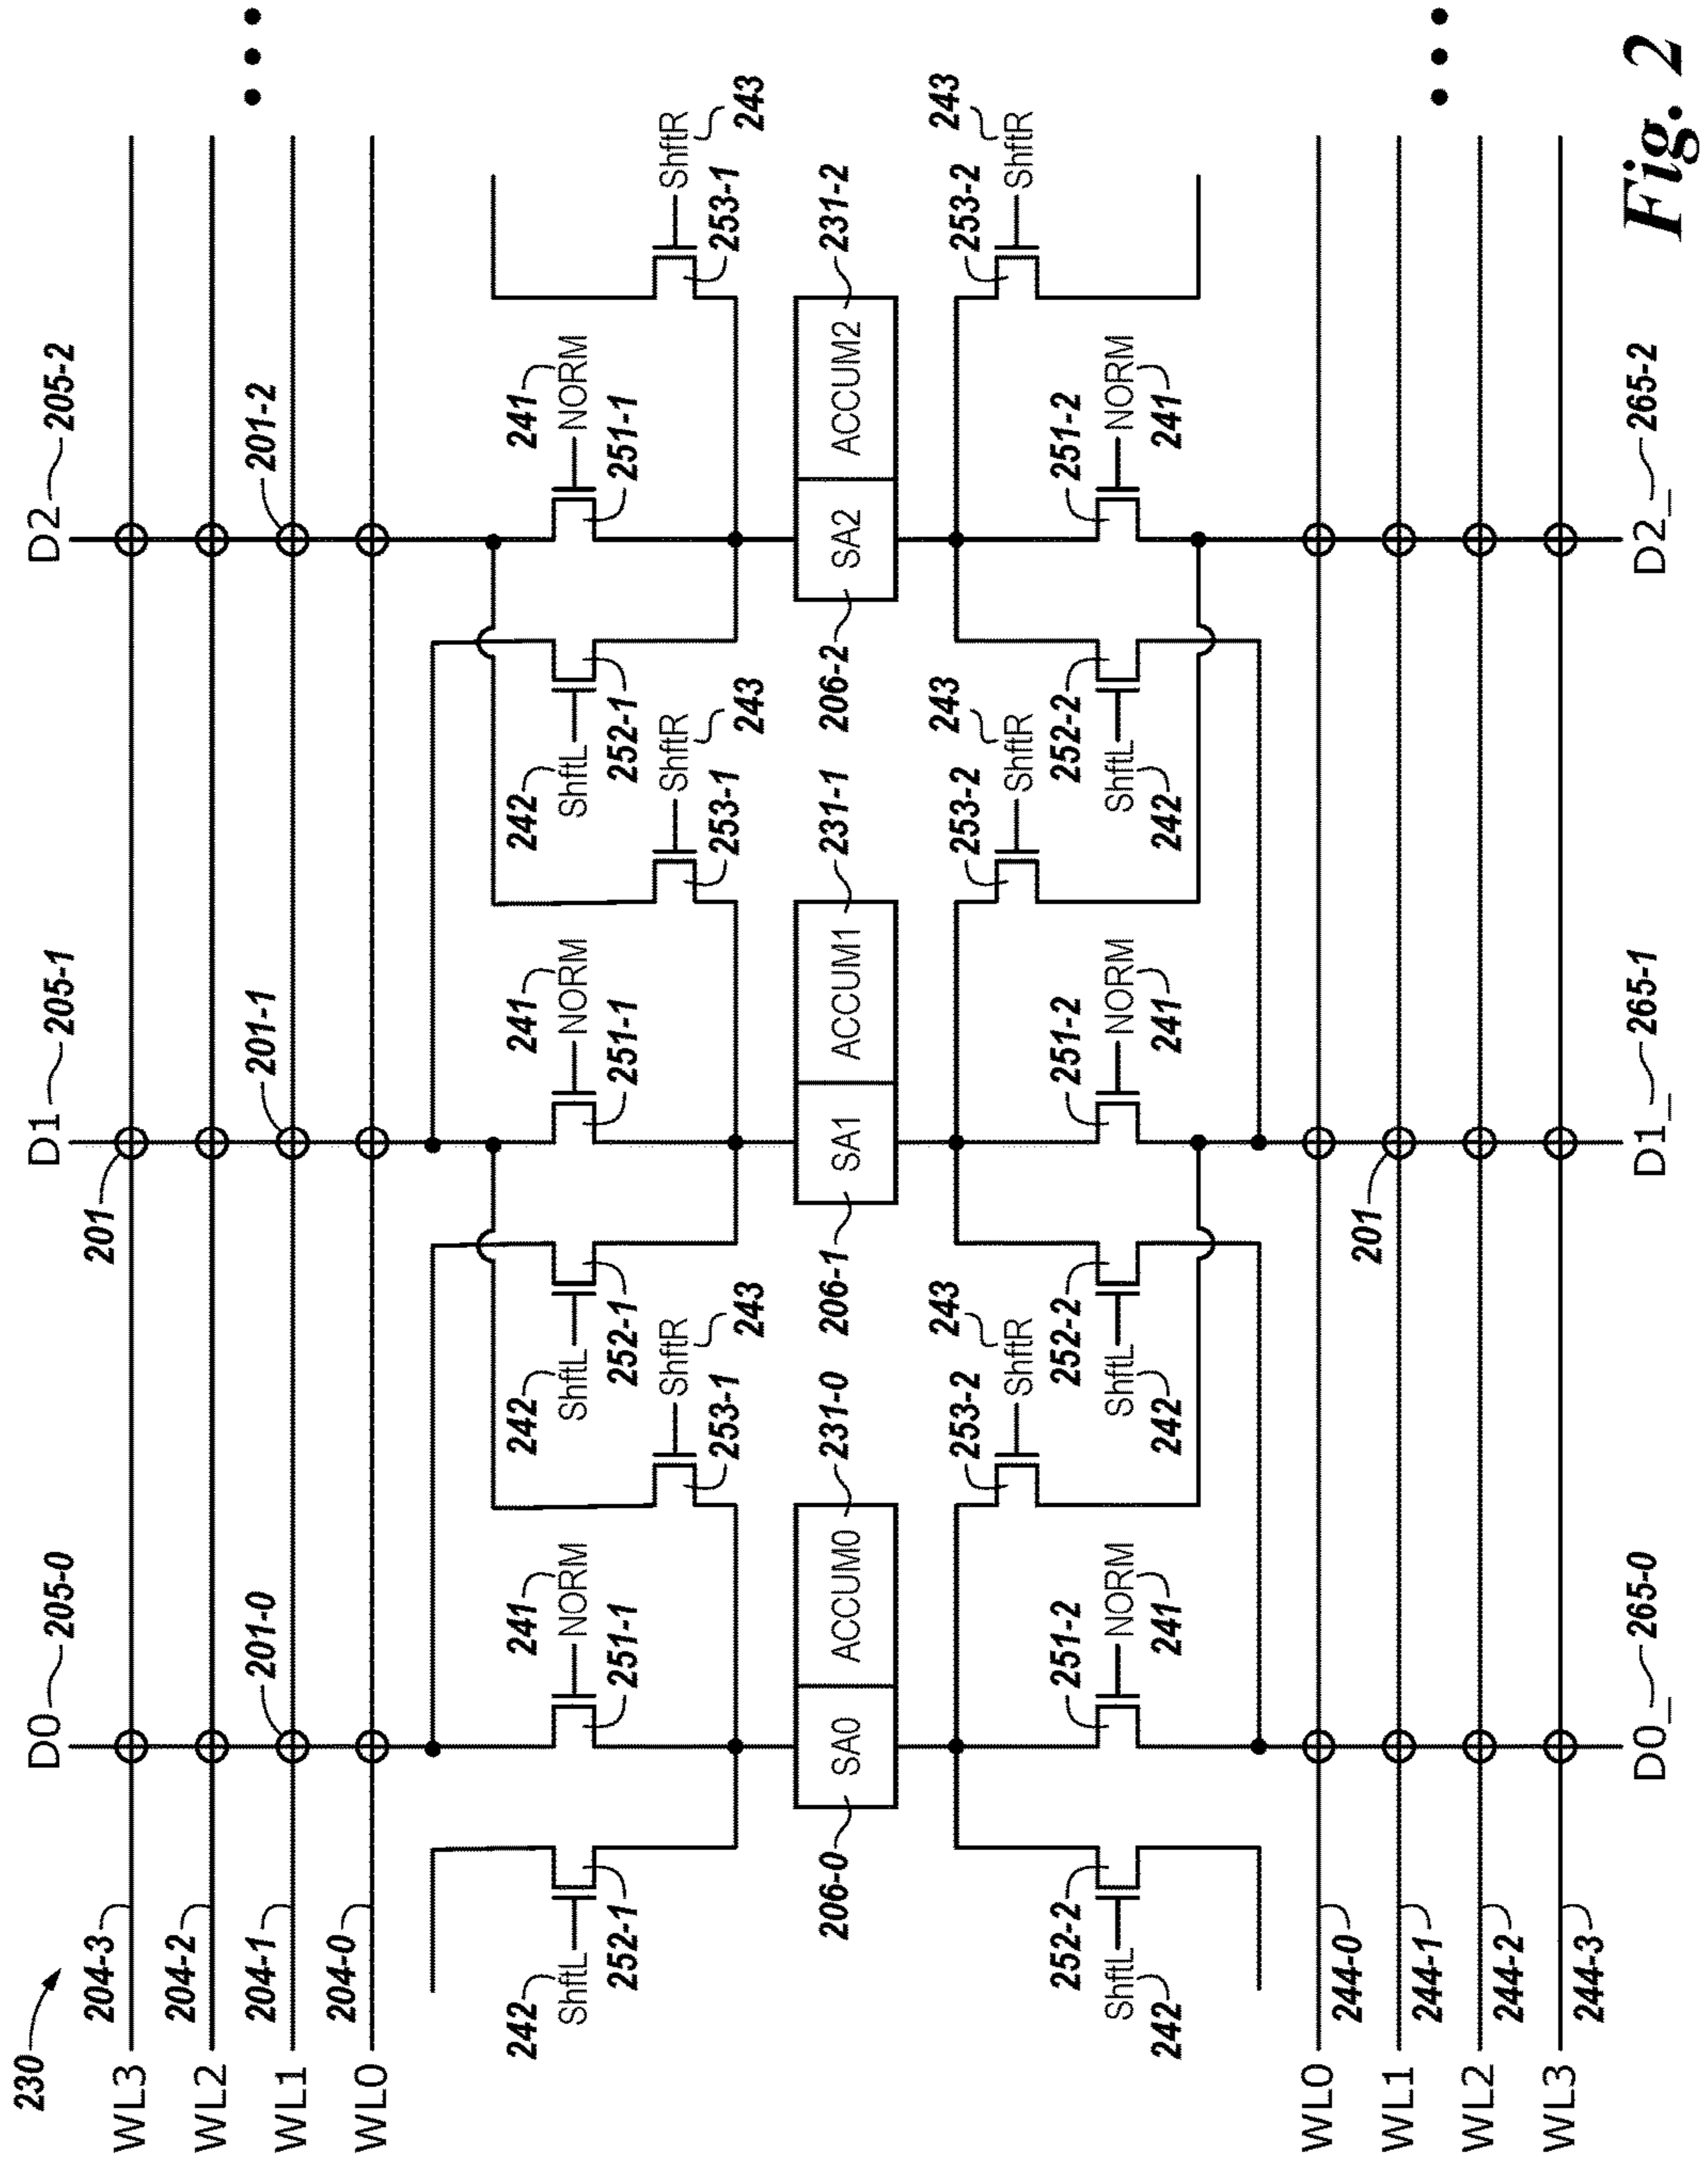 230
D0 205-0
D1 205-1
D2 205-2
WL3 204-3
201
WL2 204-2
WL1 204-1
201-0
201-1
201-2
WL0 204-0
242 ShftL
252-1
241 NORM
251-1
242 ShftL
252-1
241 NORM
251-1
242 ShftL
252-1
241 NORM
251-1
ShftR 243
253-1
ShftR 243
253-1
ShftR 243
253-1
206-0
SA0
ACCUM0
231-0
206-1
SA1
ACCUM1
231-1
206-2
SA2
ACCUM2
231-2
243
ShftR
253-2
243
ShftR
253-2
243
ShftR
253-2
252-2
ShftL
242
251-2
NORM
241
252-2
ShftL
242
251-2
NORM
241
252-2
ShftL
242
251-2
NORM
241
WL0 244-0
WL1 244-1
201
WL2 244-2
WL3 244-3
D0_ 265-0
D1_ 265-1
D2_ 265-2
Fig. 2